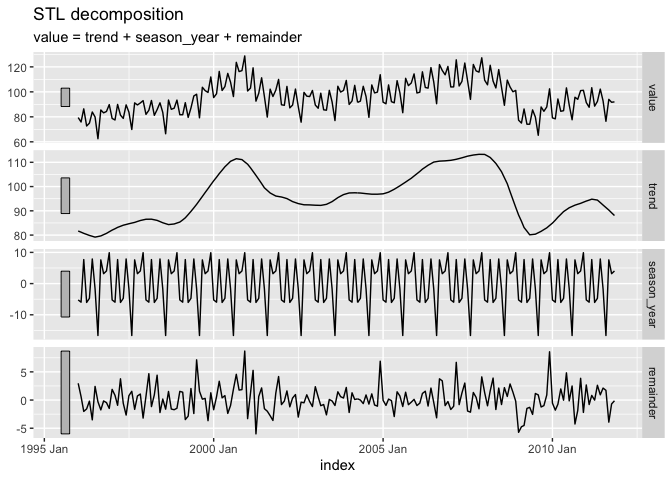 STL decomposition
value = trend + season_year + remainder
120
100
80
60
value
110
100
90
80
trend
10
0
-10
season_year
5
0
-5
remainder
1995 Jan
2000 Jan
2005 Jan
2010 Jan
index